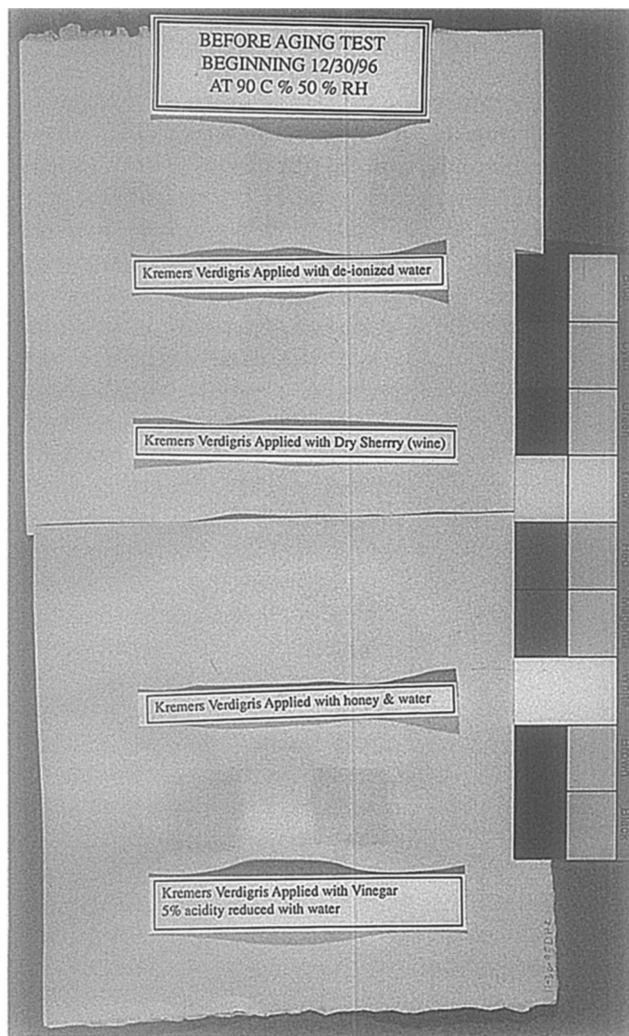 BEFORE AGING TEST
BEGINNING 12/30/96
AT 90 C % 50 % RH
Kremers Verdigris Applied with de-ionized water
Kremers Verdigris Applied with Dry Sherrry (wine)
Kremers Verdigris Applied with honey & water
Kremers Verdigris Applied with Vinegar
5% acidity reduced with water